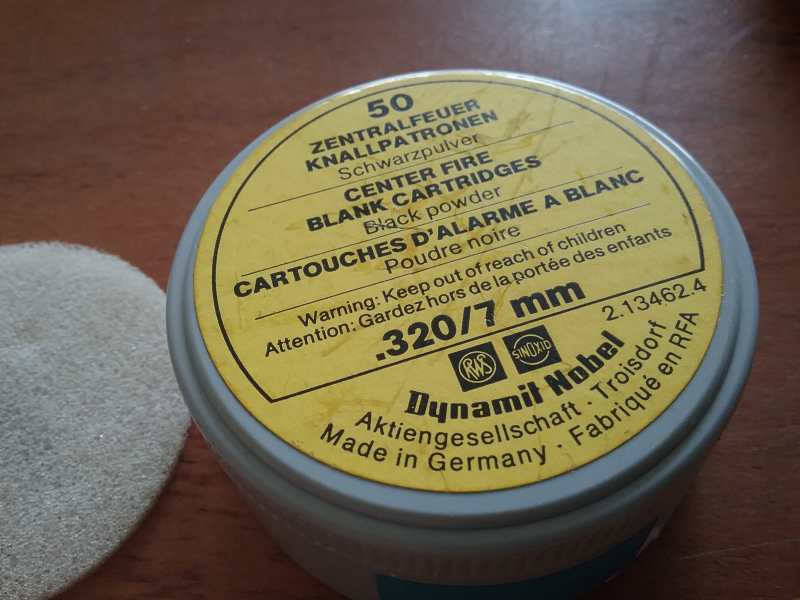 50
ZENTRALFEUER
KNALLPATRONEN
Schwarzpulver
CENTER FIRE
BLANK CARTRIDGES
Black powder
CARTOUCHES D'ALARME A BLANC
Poudre noire
Warning: Keep out of reach of children
Attention: Gardez hors de la portée des enfants
.320/7 mm
2.13462.4
RWS
SINOXID
Dynamit Nobel
Aktiengesellschaft · Troisdorf
Made in Germany · Fabriqué en RFA